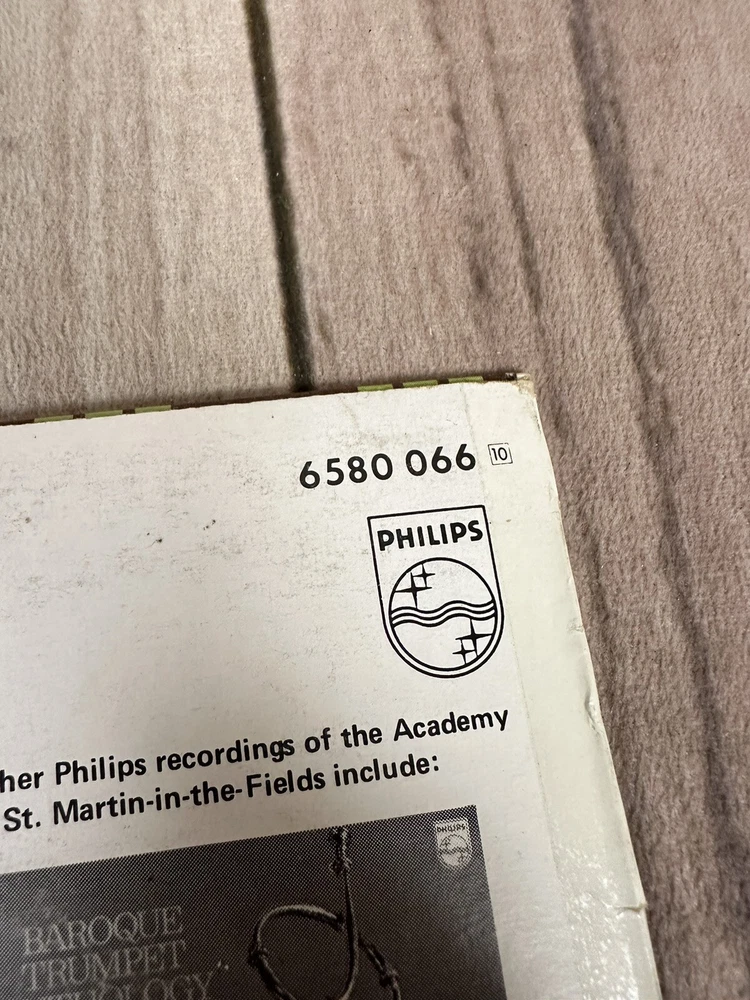 6580 066 10
PHILIPS
her Philips recordings of the Academy
St. Martin-in-the-Fields include:
PHILIPS
BAROQUE
TRUMPET